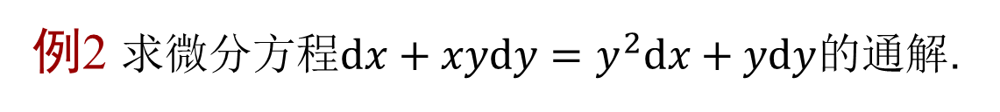 例2 求微分方程dx + xydy = y²dx + ydy的通解.